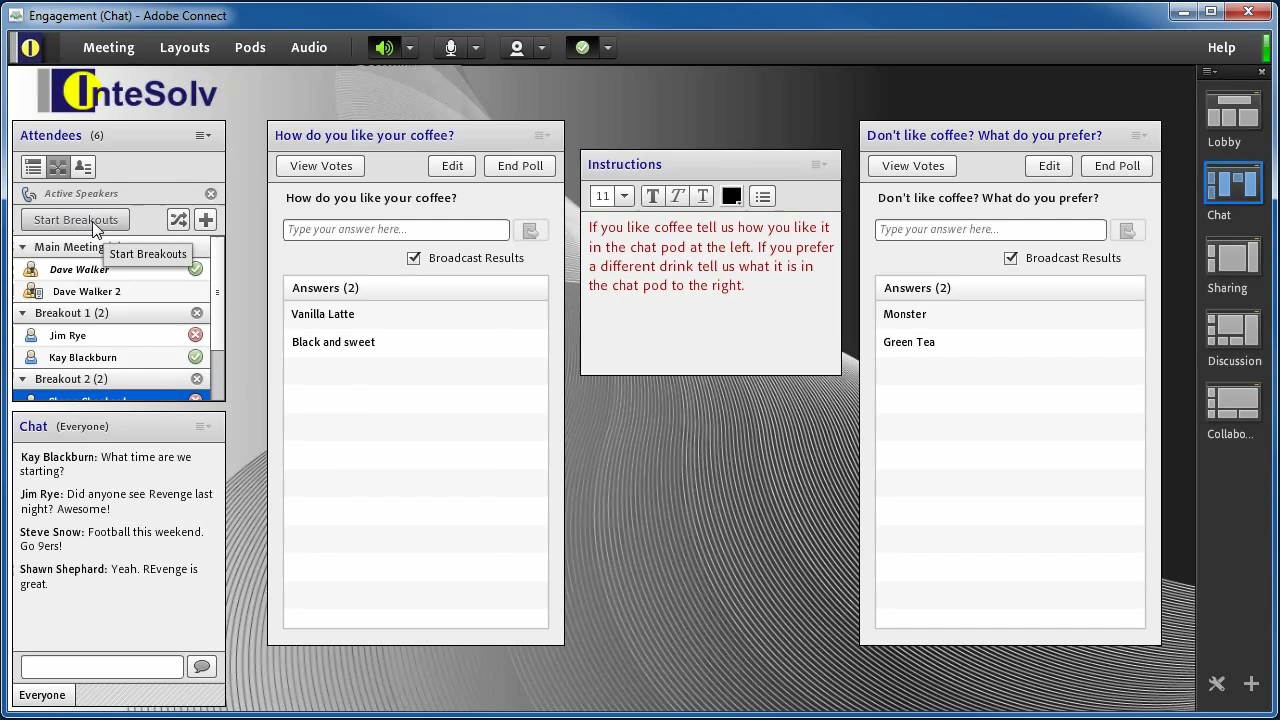 Engagement (Chat) - Adobe Connect
Meeting
Layouts
Pods
Audio
Help
InteSolv
Attendees (6)
Active Speakers
Start Breakouts
Main Meeting
Start Breakouts
Dave Walker
Dave Walker 2
Breakout 1 (2)
Jim Rye
Kay Blackburn
Breakout 2 (2)
Chat (Everyone)
Kay Blackburn: What time are we
starting?
Jim Rye: Did anyone see Revenge last
night? Awesome!
Steve Snow: Football this weekend.
Go 9ers!
Shawn Shephard: Yeah. REvenge is
great.
Everyone
How do you like your coffee?
View Votes
Edit
End Poll
How do you like your coffee?
Type your answer here...
Broadcast Results
Answers (2)
Vanilla Latte
Black and sweet
Instructions
11
T T T
If you like coffee tell us how you like it
in the chat pod at the left. If you prefer
a different drink tell us what it is in
the chat pod to the right.
Don't like coffee? What do you prefer?
View Votes
Edit
End Poll
Don't like coffee? What do you prefer?
Type your answer here...
Broadcast Results
Answers (2)
Monster
Green Tea
Lobby
Chat
Sharing
Discussion
Collabo...